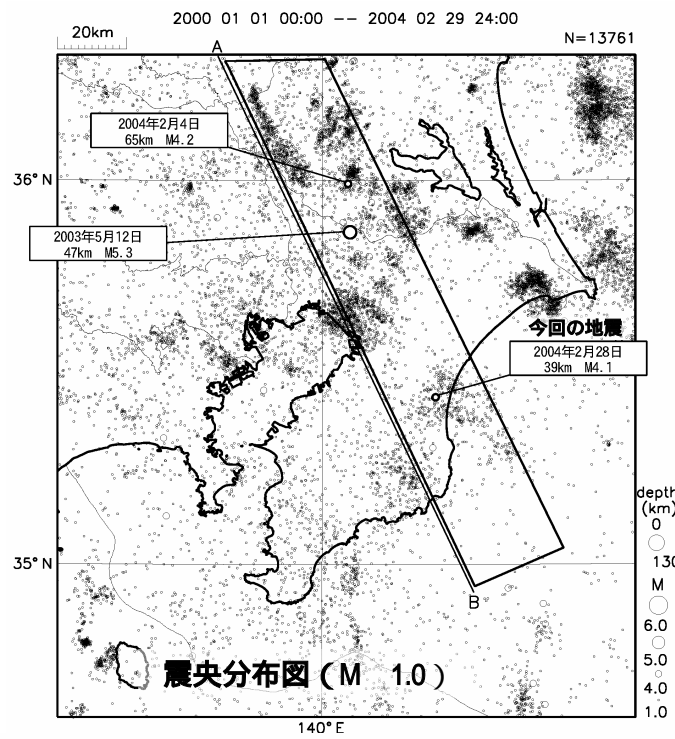 2000 01 01 00:00 -- 2004 02 29 24:00
20km
N=13761
A
2004年2月4日
65km M4.2
36°N
2003年5月12日
47km M5.3
今回の地震
2004年2月28日
39km M4.1
depth
(km)
0
130
M
6.0
5.0
4.0
1.0
35°N
B
震央分布図(M 1.0)
140°E